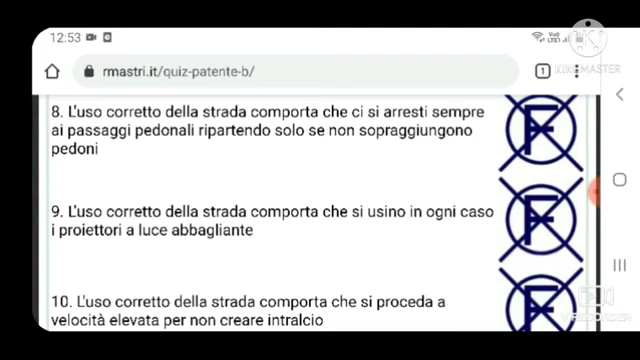 12:53
VoB
LTE1
KINEMASTER
rmastri.it/quiz-patente-b/
1
8. L'uso corretto della strada comporta che ci si arresti sempre
ai passaggi pedonali ripartendo solo se non sopraggiungono
pedoni
F
9. L'uso corretto della strada comporta che si usino in ogni caso
i proiettori a luce abbagliante
F
10. L'uso corretto della strada comporta che si proceda a
velocità elevata per non creare intralcio
F